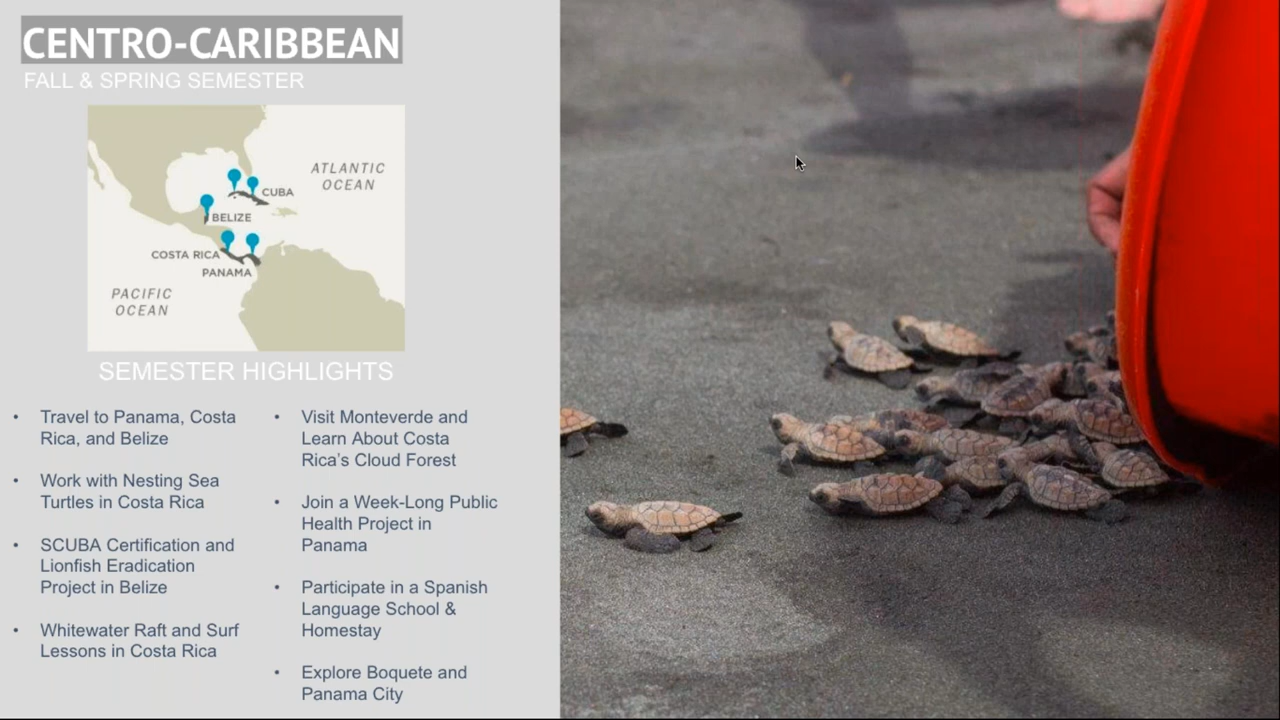 CENTRO-CARIBBEAN
FALL & SPRING SEMESTER
ATLANTIC
OCEAN
CUBA
BELIZE
COSTA RICA
PANAMA
PACIFIC
OCEAN
SEMESTER HIGHLIGHTS
• Travel to Panama, Costa
Rica, and Belize
• Work with Nesting Sea
Turtles in Costa Rica
• SCUBA Certification and
Lionfish Eradication
Project in Belize
• Whitewater Raft and Surf
Lessons in Costa Rica
• Visit Monteverde and
Learn About Costa
Rica's Cloud Forest
• Join a Week-Long Public
Health Project in
Panama
• Participate in a Spanish
Language School &
Homestay
• Explore Boquete and
Panama City